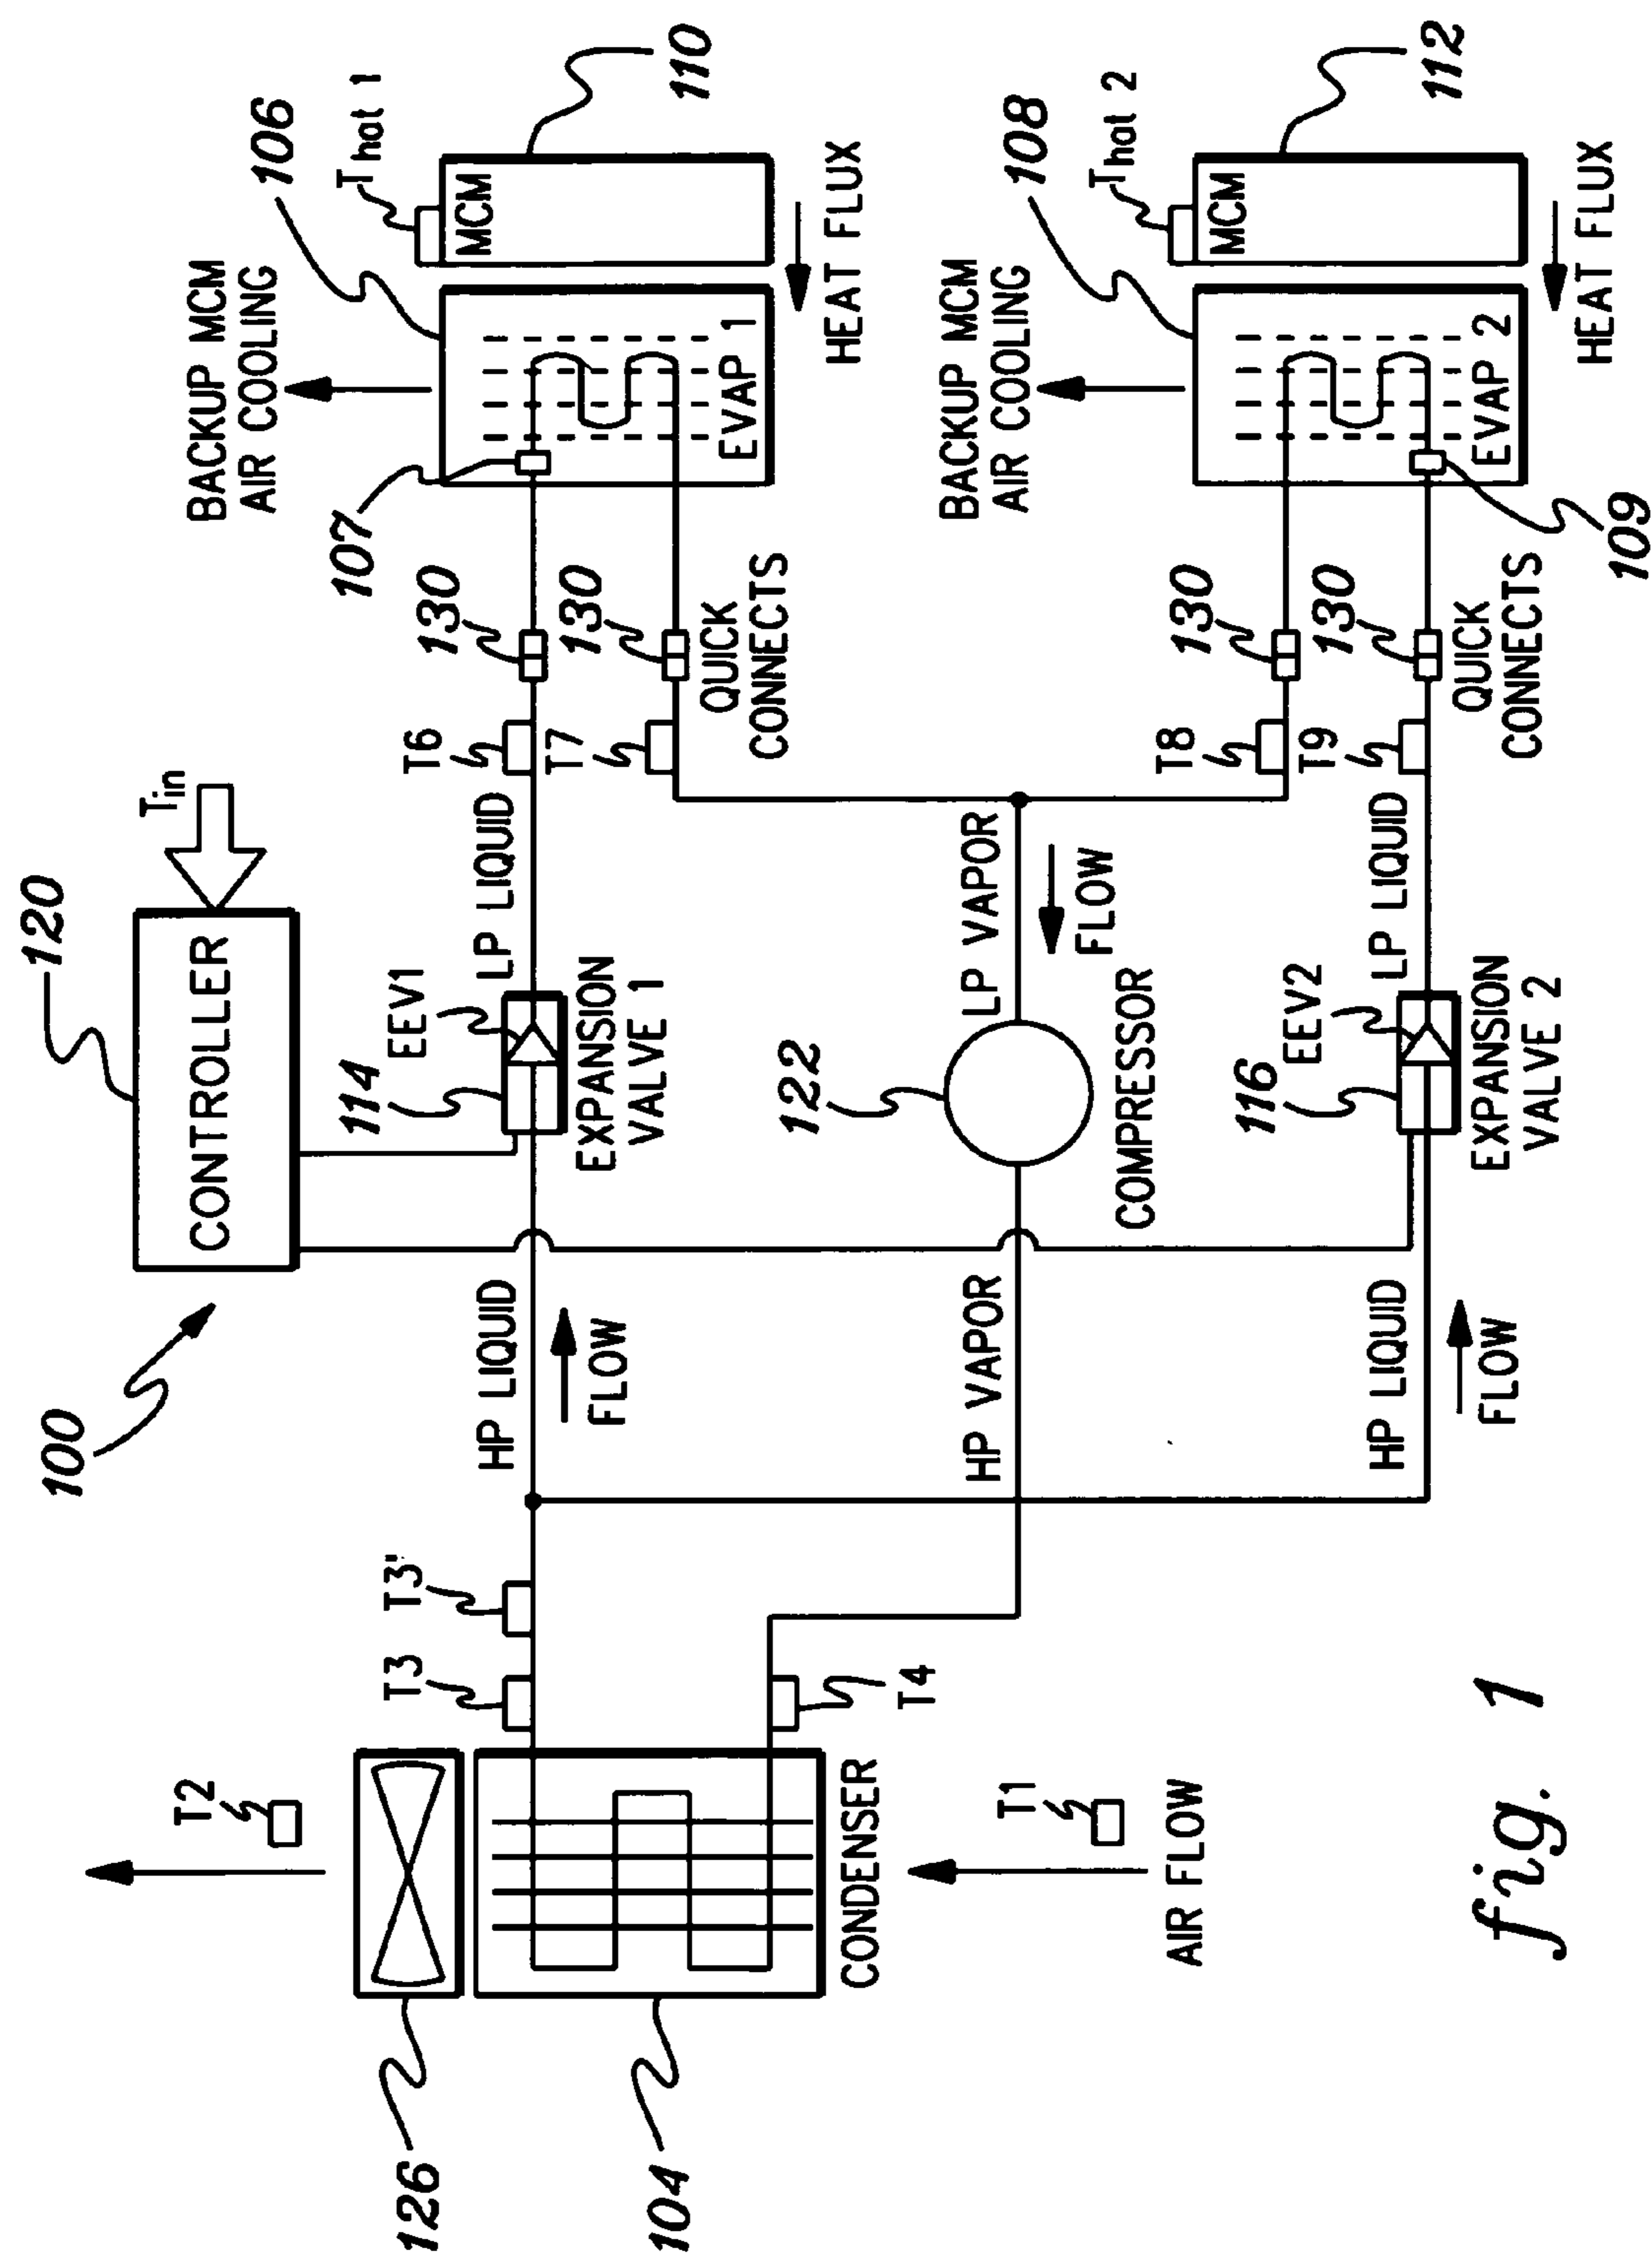 100
120
CONTROLLER
Tin
BACKUP MCM
AIR COOLING
106
That 1
110
MCM
EVAP 1
HEAT FLUX
107
130
130
QUICK
CONNECTS
T6
T7
LP LIQUID
EEV1
114
EXPANSION
VALVE 1
HP LIQUID
FLOW
T3
T3'
T2
126
104
CONDENSER
T4
T1
AIR FLOW
HP VAPOR
122
COMPRESSOR
LP VAPOR
FLOW
BACKUP MCM
AIR COOLING
108
That 2
112
MCM
EVAP 2
HEAT FLUX
109
130
130
QUICK
CONNECTS
T8
T9
LP LIQUID
EEV2
116
EXPANSION
VALVE 2
HP LIQUID
FLOW
fig. 1